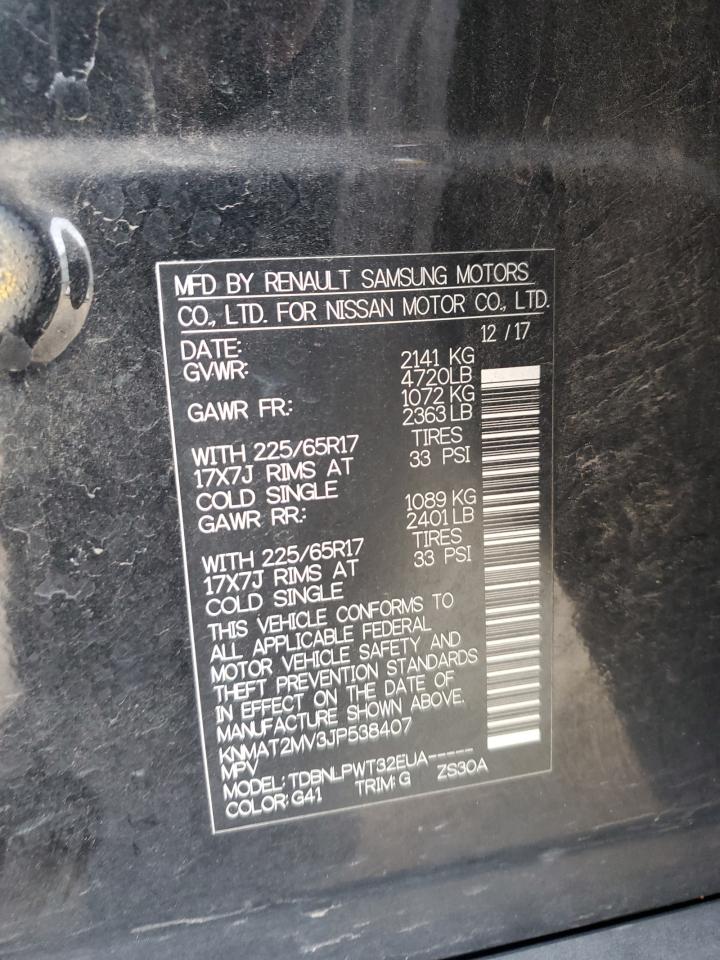 MFD BY RENAULT SAMSUNG MOTORS
CO., LTD. FOR NISSAN MOTOR CO., LTD.
DATE: 12 / 17
GVWR: 2141 KG
4720LB
GAWR FR: 1072 KG
2363 LB
WITH 225/65R17 TIRES
17X7J RIMS AT 33 PSI
COLD SINGLE
GAWR RR: 1089 KG
2401 LB
WITH 225/65R17 TIRES
17X7J RIMS AT 33 PSI
COLD SINGLE
THIS VEHICLE CONFORMS TO
ALL APPLICABLE FEDERAL
MOTOR VEHICLE SAFETY AND
THEFT PREVENTION STANDARDS
IN EFFECT ON THE DATE OF
MANUFACTURE SHOWN ABOVE.
KNMAT2MV3JP538407
MPV
MODEL: TDBNLPWT32EUA-----
COLOR: G41 TRIM: G ZS30A